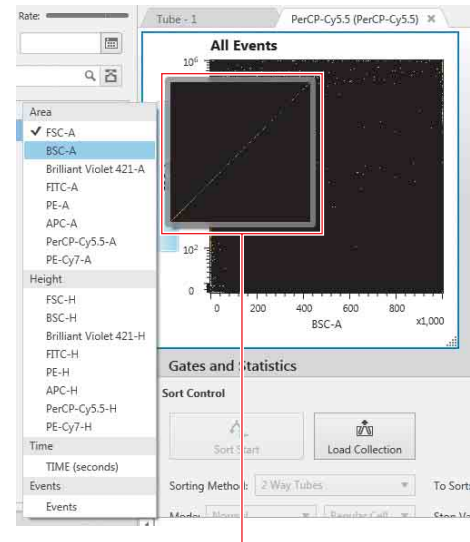 Rate:
Tube - 1
PerCP-Cy5.5 (PerCP-Cy5.5) ×
All Events
10⁶
10²
0
0 200 400 600 800
BSC-A
x1,000
Area
✔ FSC-A
BSC-A
Brilliant Violet 421-A
FITC-A
PE-A
APC-A
PerCP-Cy5.5-A
PE-Cy7-A
Height
FSC-H
BSC-H
Brilliant Violet 421-H
FITC-H
PE-H
APC-H
PerCP-Cy5.5-H
PE-Cy7-H
Time
TIME (seconds)
Events
Events
Gates and Statistics
Sort Control
Sort Start
Load Collection
Sorting Method: 2 Way Tubes
To Sort:
Mode: Normal
Regular Cell
Stop Va